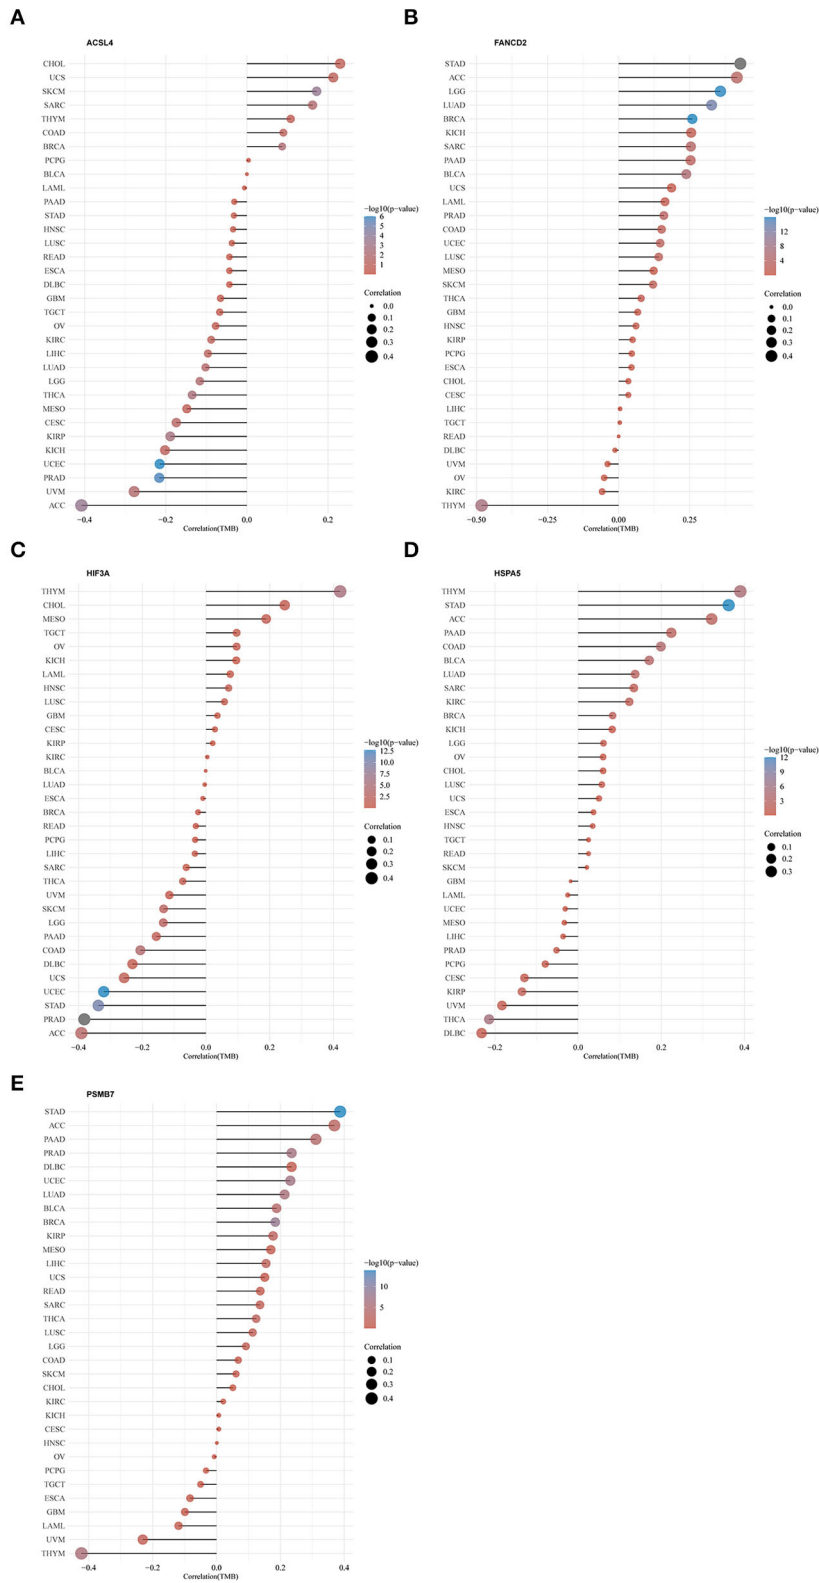 A
ACSL4
CHOL
UCS
SKCM
SARC
THYM
COAD
BRCA
PCPG
BLCA
LAML
PAAD
STAD
HNSC
LUSC
READ
ESCA
DLBC
GBM
TGCT
OV
KIRC
LIHC
LUAD
LGG
THCA
MESO
CESC
KIRP
KICH
UCEC
PRAD
UVM
ACC
−0.4 −0.2 0.0 0.2
Correlation(TMB)
−log10(p-value)
6
5
4
3
2
1
Correlation
0.0
0.1
0.2
0.3
0.4
B
FANCD2
STAD
ACC
LGG
LUAD
BRCA
KICH
SARC
PAAD
BLCA
UCS
LAML
PRAD
COAD
UCEC
LUSC
MESO
SKCM
THCA
GBM
HNSC
KIRP
PCPG
ESCA
CHOL
CESC
LIHC
TGCT
READ
DLBC
UVM
OV
KIRC
THYM
−0.50 −0.25 0.00 0.25
Correlation(TMB)
−log10(p-value)
12
8
4
Correlation
0.0
0.1
0.2
0.3
0.4
C
HIF3A
THYM
CHOL
MESO
TGCT
OV
KICH
LAML
HNSC
LUSC
GBM
CESC
KIRP
KIRC
BLCA
LUAD
ESCA
BRCA
READ
PCPG
LIHC
SARC
THCA
UVM
SKCM
LGG
PAAD
COAD
DLBC
UCS
UCEC
STAD
PRAD
ACC
−0.4 −0.2 0.0 0.2 0.4
Correlation(TMB)
−log10(p-value)
12.5
10.0
7.5
5.0
2.5
Correlation
0.1
0.2
0.3
0.4
D
HSPA5
THYM
STAD
ACC
PAAD
COAD
BLCA
LUAD
SARC
KIRC
BRCA
KICH
LGG
OV
CHOL
LUSC
UCS
ESCA
HNSC
TGCT
READ
SKCM
GBM
LAML
UCEC
MESO
LIHC
PRAD
PCPG
CESC
KIRP
UVM
THCA
DLBC
−0.2 0.0 0.2 0.4
Correlation(TMB)
−log10(p-value)
12
9
6
3
Correlation
0.1
0.2
0.3
E
PSMB7
STAD
ACC
PAAD
PRAD
DLBC
UCEC
LUAD
BLCA
BRCA
KIRP
MESO
LIHC
UCS
READ
SARC
THCA
LUSC
LGG
COAD
SKCM
CHOL
KIRC
KICH
CESC
HNSC
OV
PCPG
TGCT
ESCA
GBM
LAML
UVM
THYM
−0.4 −0.2 0.0 0.2 0.4
Correlation(TMB)
−log10(p-value)
10
5
Correlation
0.1
0.2
0.3
0.4